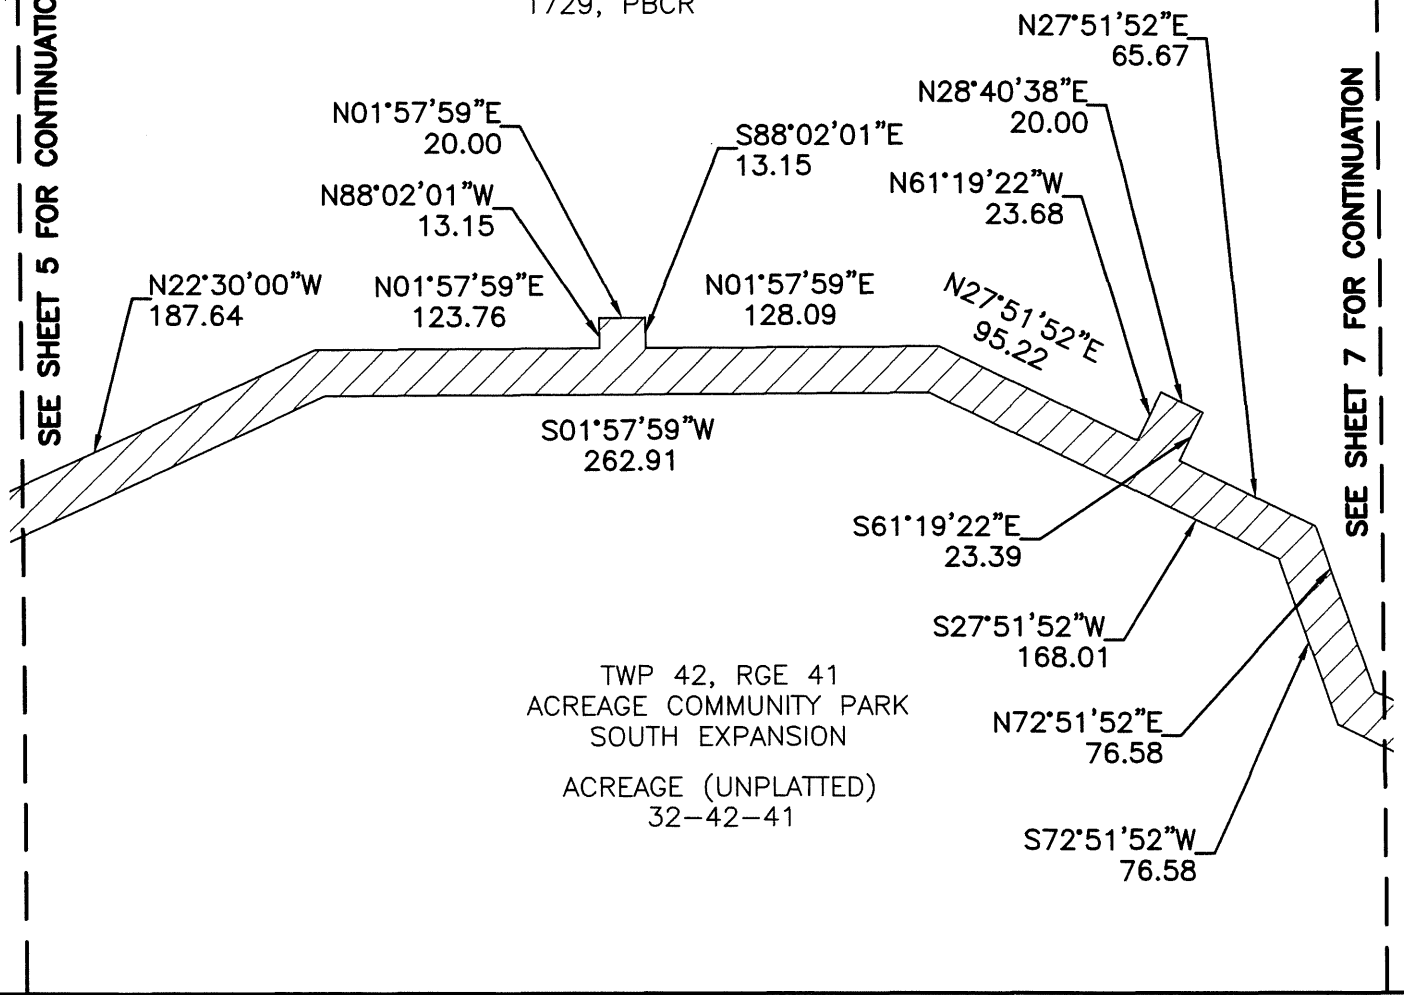 1729, PBCR
SEE SHEET 5 FOR CONTINUATIO
N27°51'52"E
65.67
N28°40'38"E
20.00
N01°57'59"E
20.00
S88°02'01"E
13.15
N61°19'22"W
23.68
N88°02'01"W
13.15
N22°30'00"W
187.64
N01°57'59"E
123.76
N01°57'59"E
128.09
N27°51'52"E
95.22
SEE SHEET 7 FOR CONTINUATION
S01°57'59"W
262.91
S61°19'22"E
23.39
S27°51'52"W
168.01
TWP 42, RGE 41
ACREAGE COMMUNITY PARK
SOUTH EXPANSION
ACREAGE (UNPLATTED)
32-42-41
N72°51'52"E
76.58
S72°51'52"W
76.58